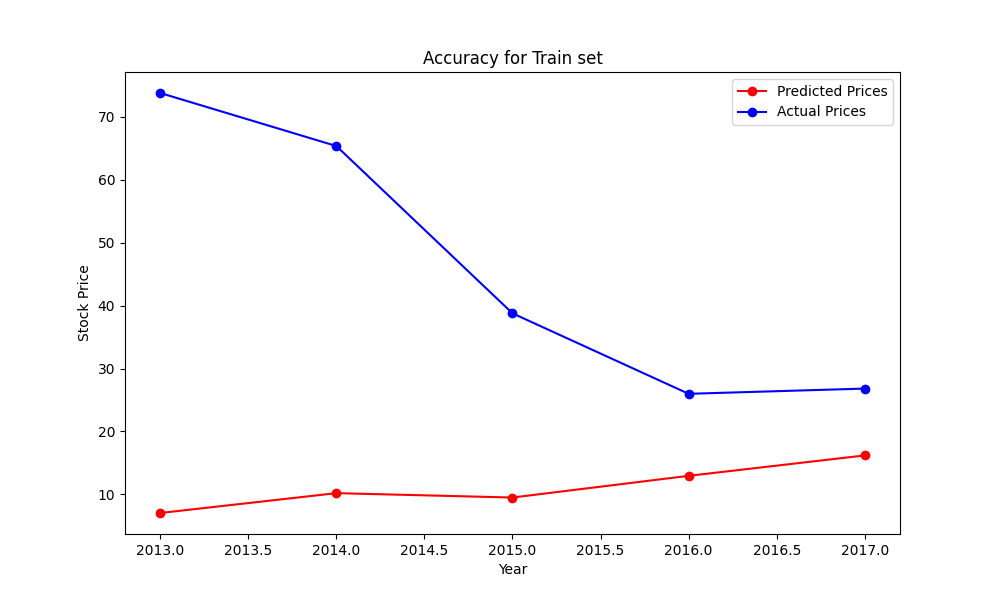 Accuracy for Train set
Predicted Prices
Actual Prices
Stock Price
70
60
50
40
30
20
10
2013.0 2013.5 2014.0 2014.5 2015.0 2015.5 2016.0 2016.5 2017.0
Year